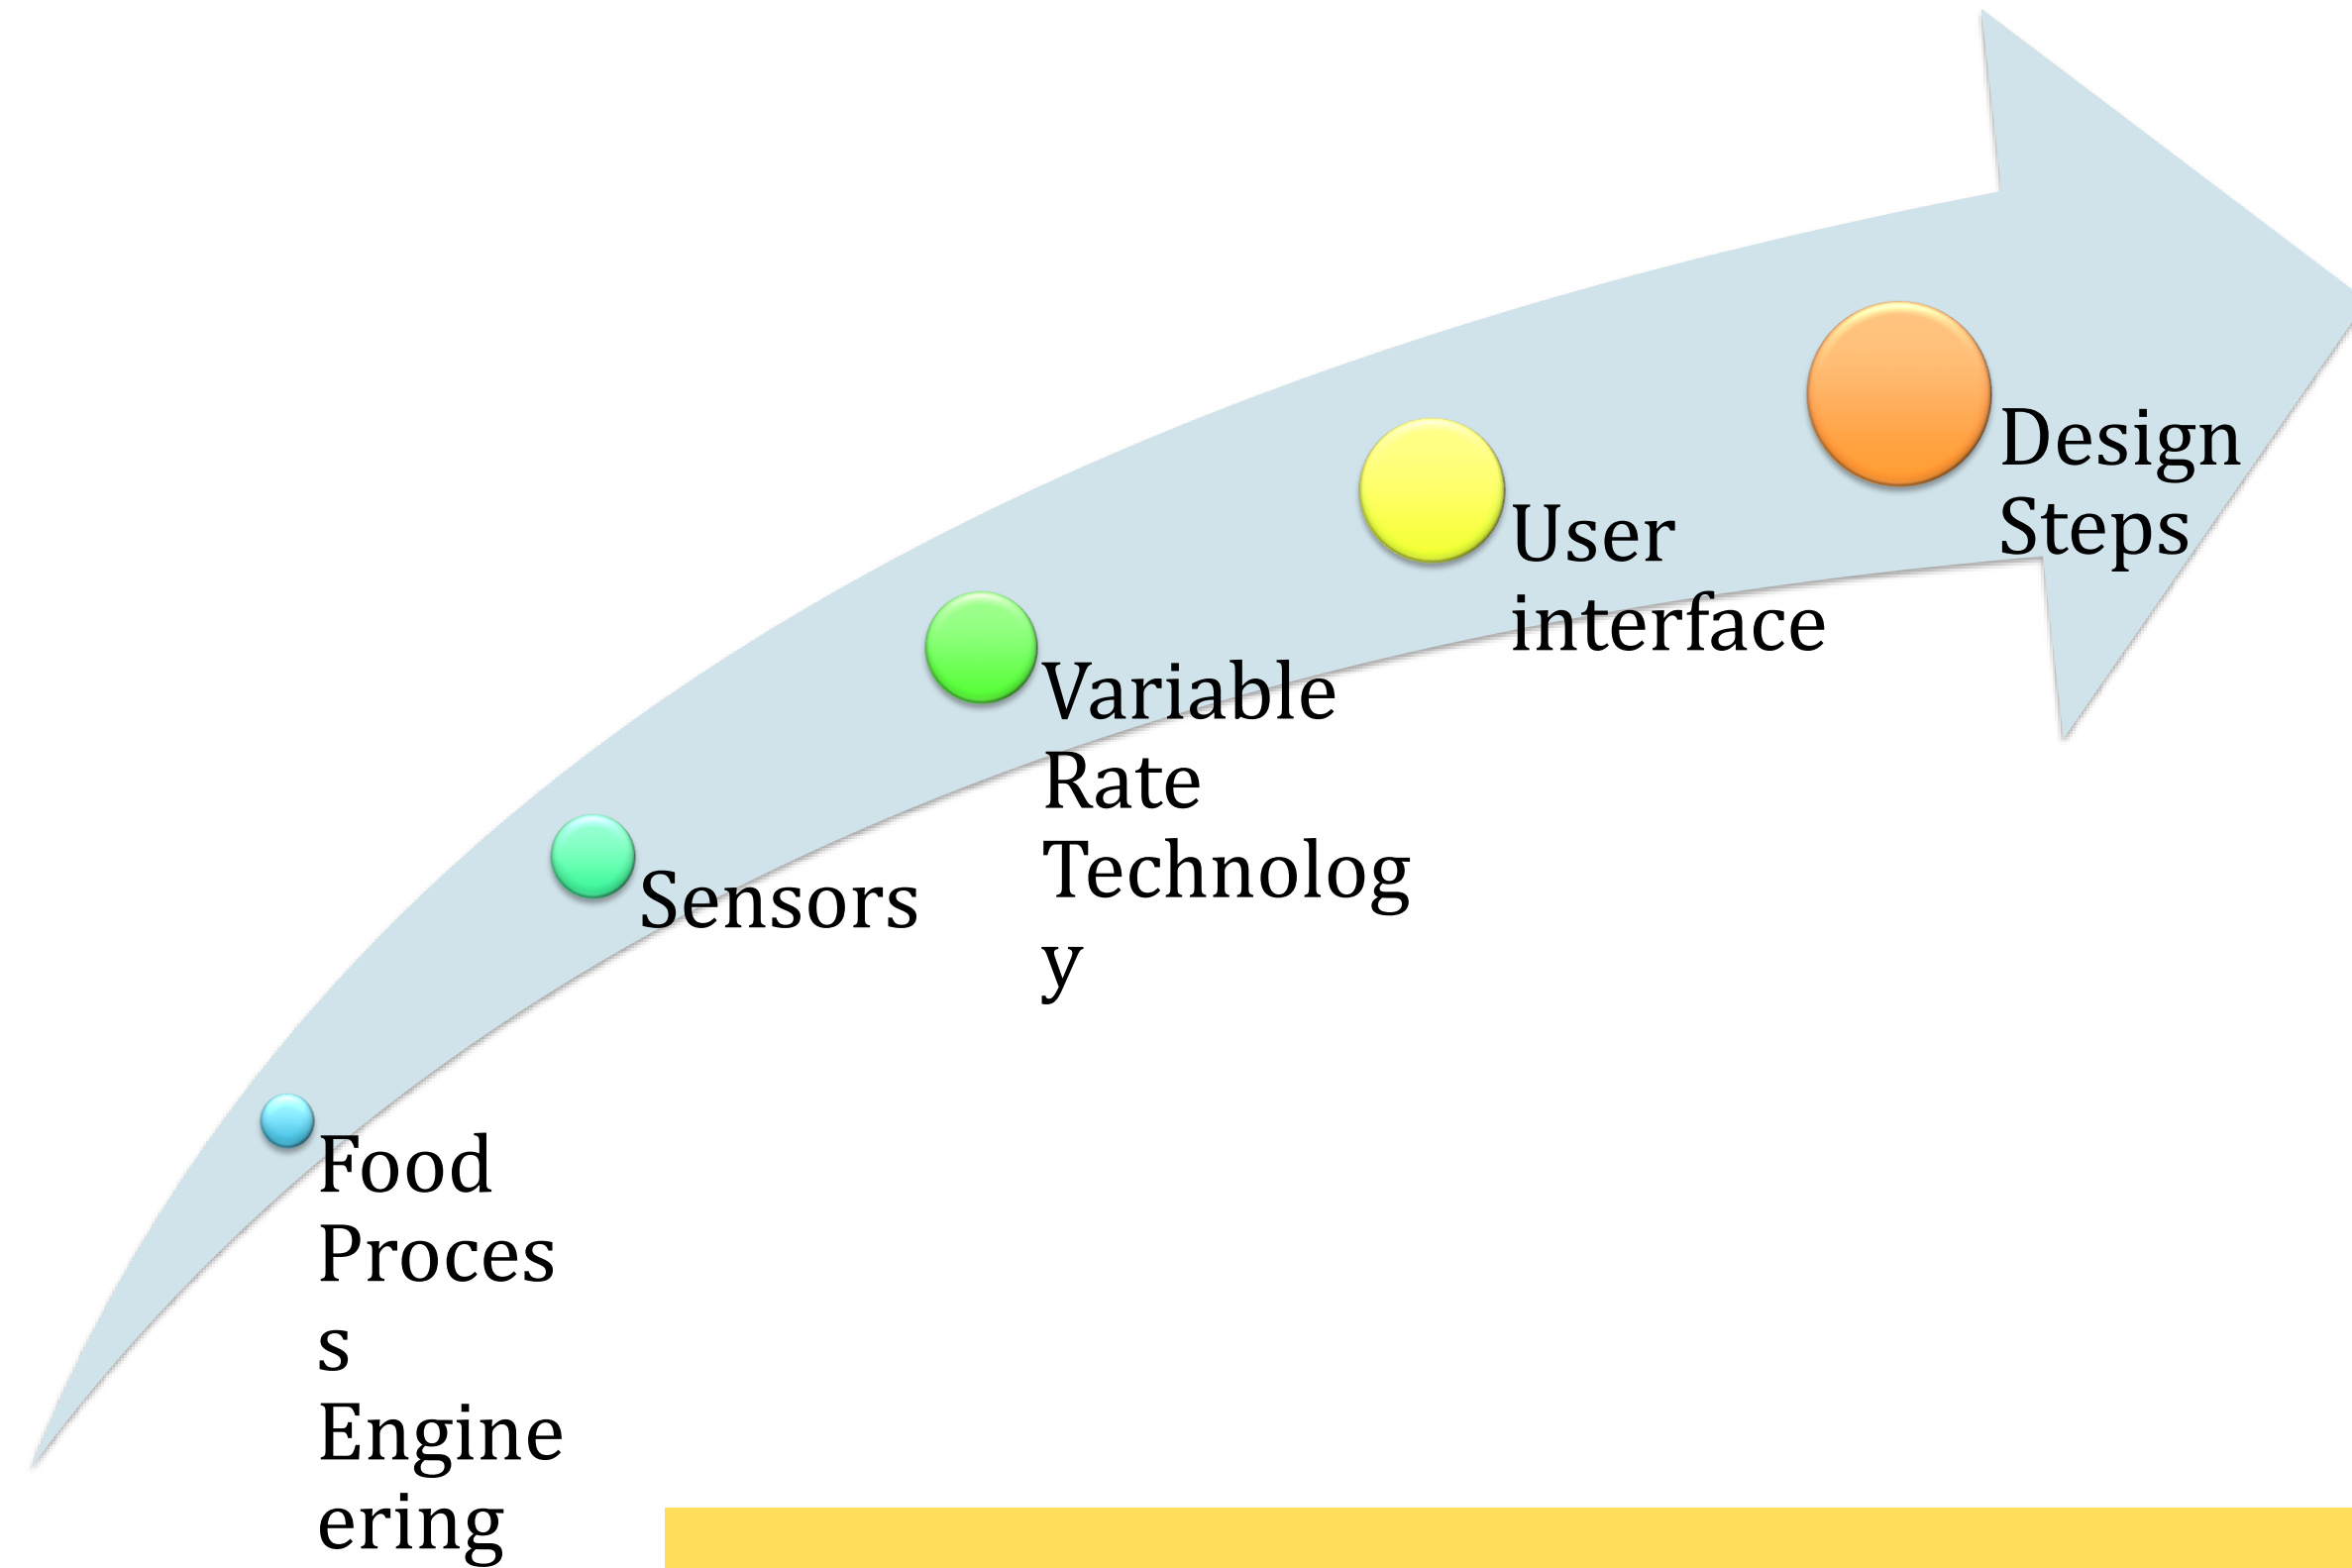 Food
Proces
s
Engine
ering
Sensors
Variable
Rate
Technolog
y
User
interface
Design
Steps